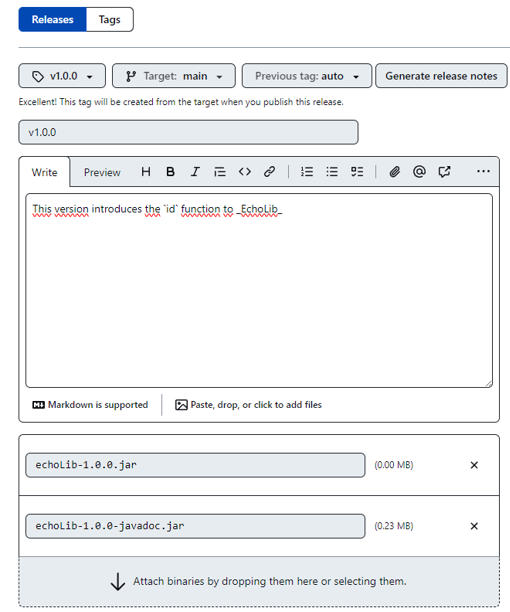 Releases Tags
v1.0.0 Target: main Previous tag: auto Generate release notes
Excellent! This tag will be created from the target when you publish this release.
v1.0.0
Write Preview H B I
This version introduces the `id` function to _EchoLib_
Markdown is supported Paste, drop, or click to add files
echoLib-1.0.0.jar (0.00 MB)
echoLib-1.0.0-javadoc.jar (0.23 MB)
Attach binaries by dropping them here or selecting them.